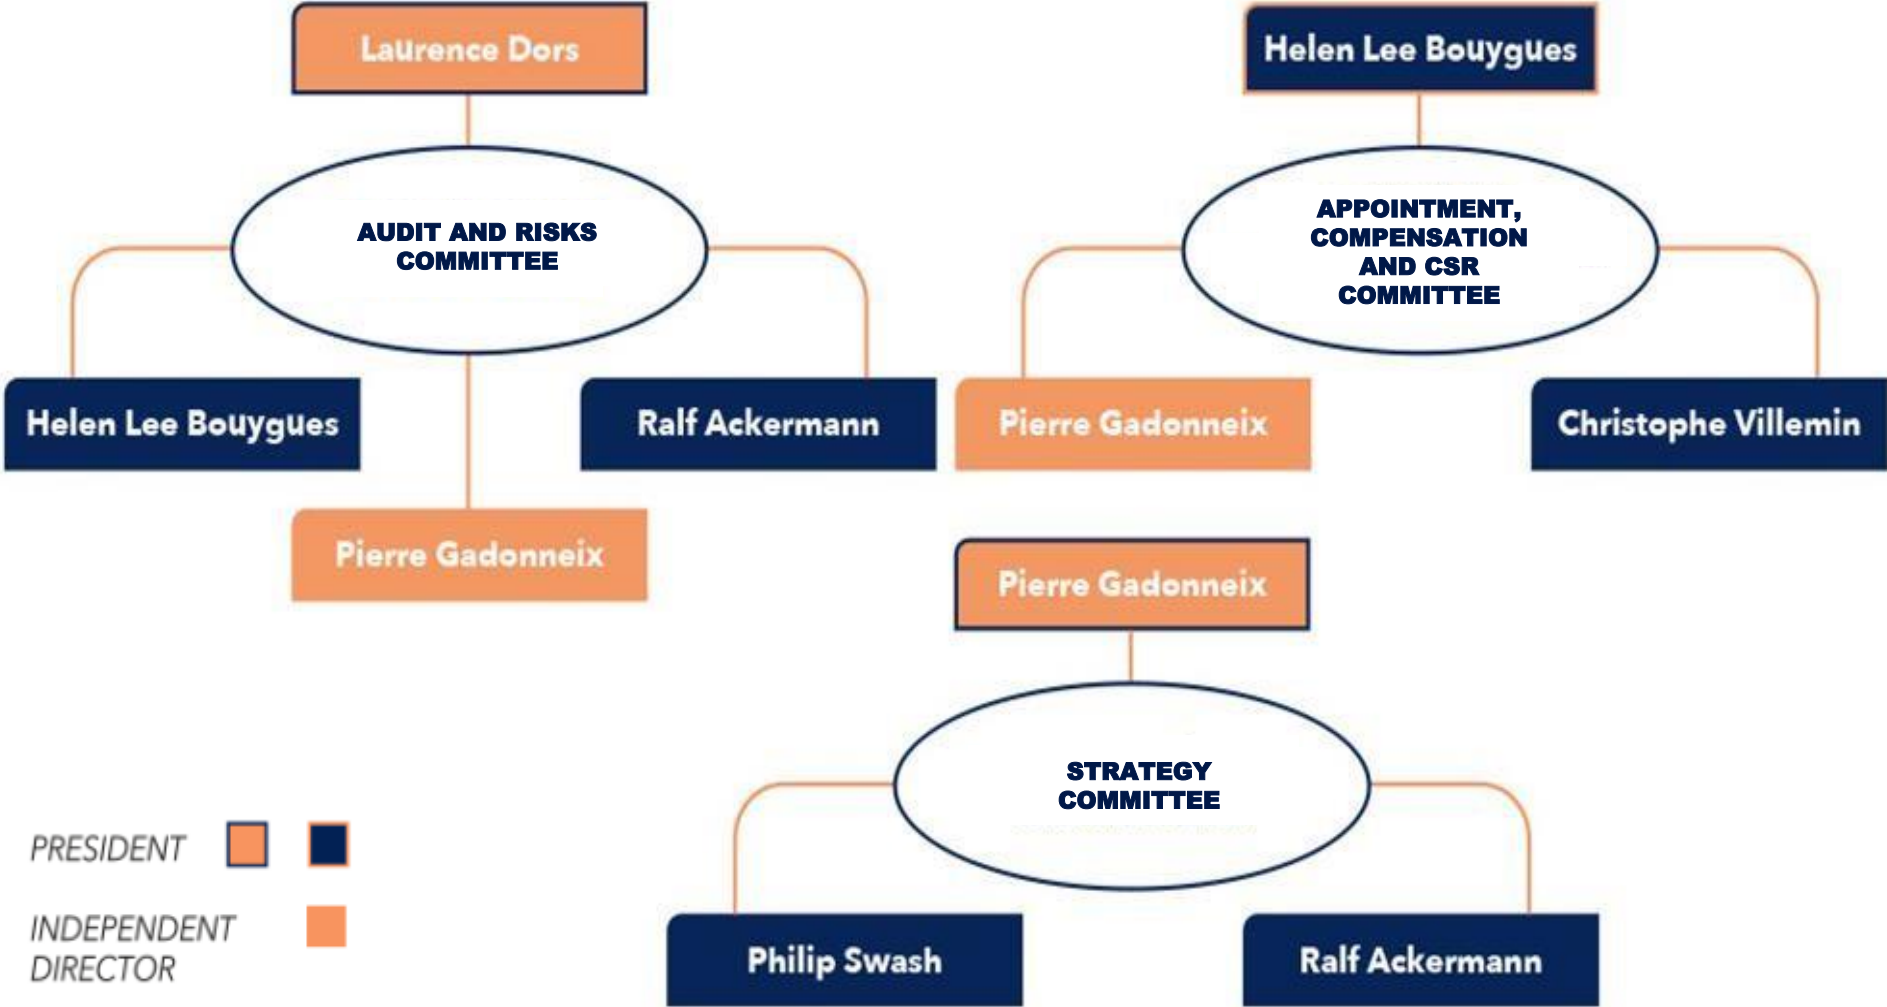 Laurence Dors
AUDIT AND RISKS
COMMITTEE
Helen Lee Bouygues
Ralf Ackermann
Pierre Gadonneix
Helen Lee Bouygues
APPOINTMENT,
COMPENSATION
AND CSR
COMMITTEE
Pierre Gadonneix
Christophe Villemin
Pierre Gadonneix
STRATEGY
COMMITTEE
Philip Swash
Ralf Ackermann
PRESIDENT
INDEPENDENT
DIRECTOR